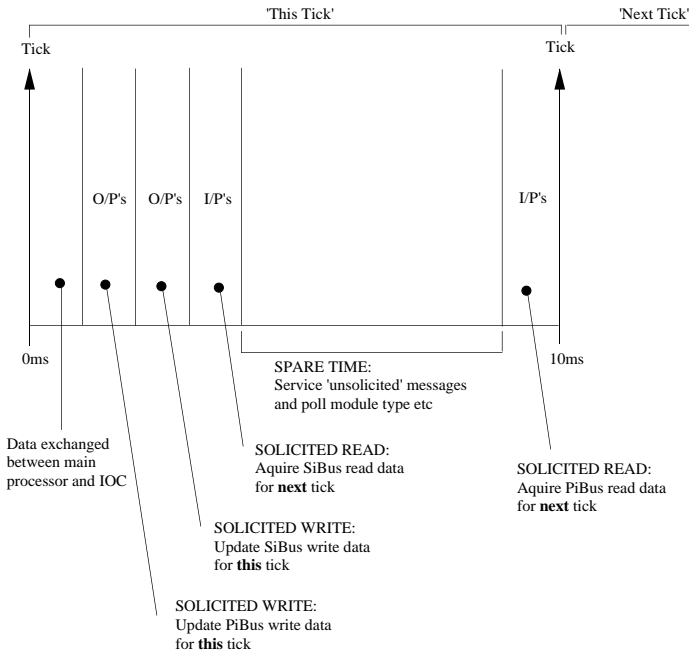 'This Tick'
'Next Tick'
Tick
Tick
O/P's
O/P's
I/P's
I/P's
0ms
10ms
SPARE TIME:
Service 'unsolicited' messages
and poll module type etc
Data exchanged
between main
processor and IOC
SOLICITED READ:
Aquire SiBus read data
for next tick
SOLICITED READ:
Aquire PiBus read data
for next tick
SOLICITED WRITE:
Update SiBus write data
for this tick
SOLICITED WRITE:
Update PiBus write data
for this tick